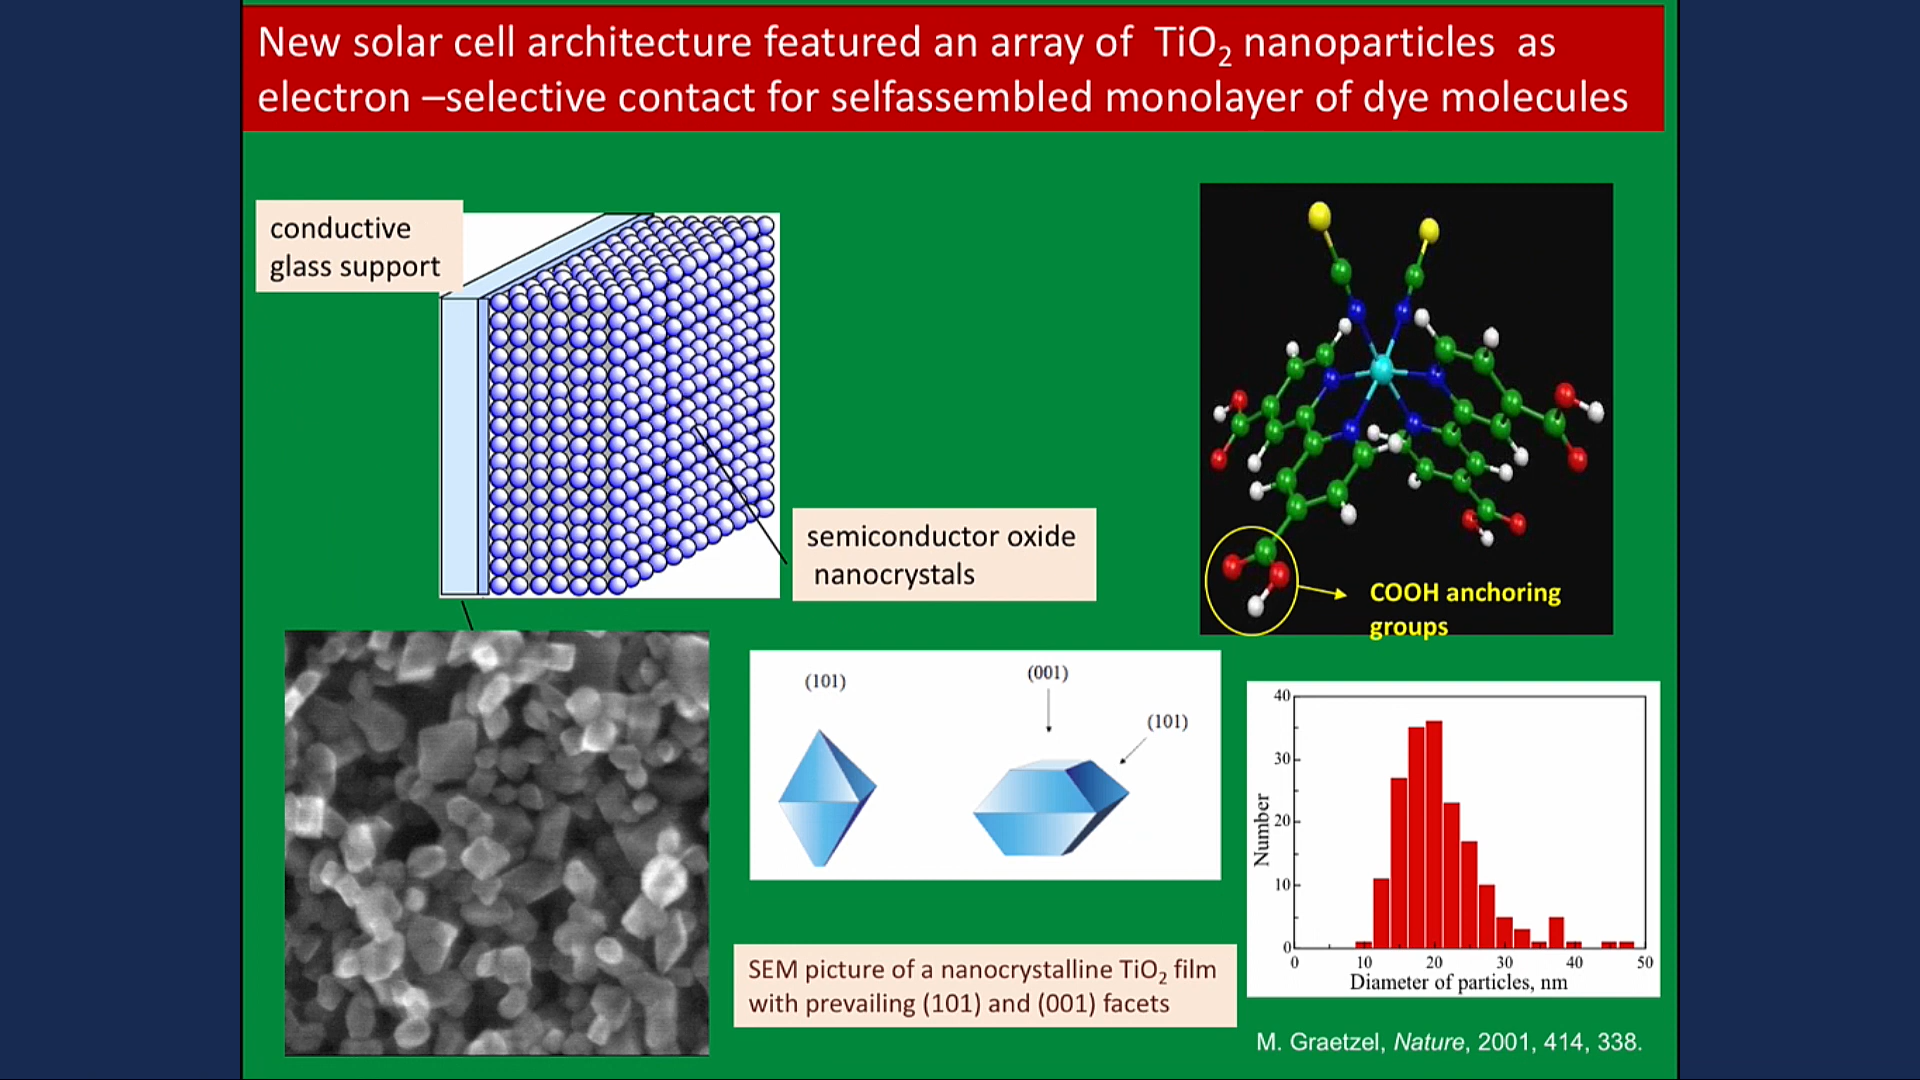 New solar cell architecture featured an array of TiO2 nanoparticles as
electron –selective contact for selfassembled monolayer of dye molecules
conductive
glass support
semiconductor oxide
nanocrystals
COOH anchoring
groups
(101)
(001)
(101)
SEM picture of a nanocrystalline TiO2 film
with prevailing (101) and (001) facets
40
30
20
10
0
Number
0 10 20 30 40 50
Diameter of particles, nm
M. Graetzel, Nature, 2001, 414, 338.